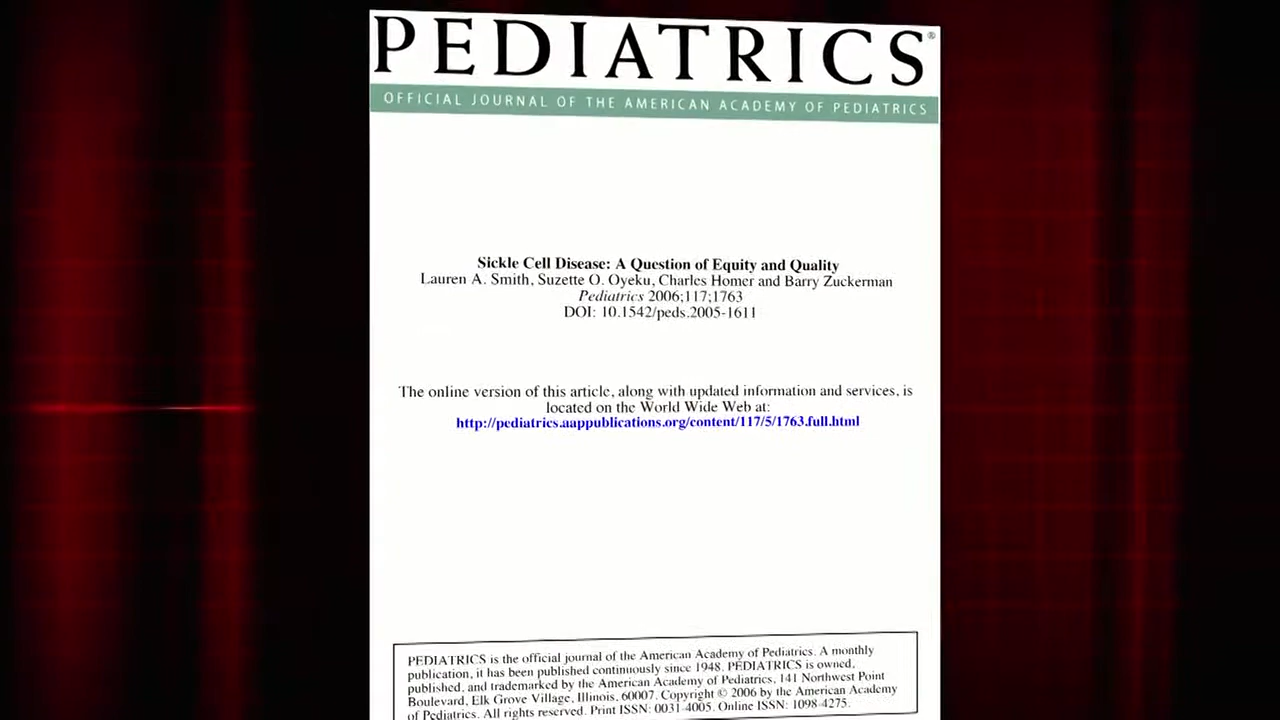 PEDIATRICS®
OFFICIAL JOURNAL OF THE AMERICAN ACADEMY OF PEDIATRICS
Sickle Cell Disease: A Question of Equity and Quality
Lauren A. Smith, Suzette O. Oyeku, Charles Homer and Barry Zuckerman
Pediatrics 2006;117;1763
DOI: 10.1542/peds.2005-1611
The online version of this article, along with updated information and services, is
located on the World Wide Web at:
http://pediatrics.aappublications.org/content/117/5/1763.full.html
PEDIATRICS is the official journal of the American Academy of Pediatrics. A monthly
publication, it has been published continuously since 1948. PEDIATRICS is owned,
published, and trademarked by the American Academy of Pediatrics, 141 Northwest Point
Boulevard, Elk Grove Village, Illinois, 60007. Copyright © 2006 by the American Academy
of Pediatrics. All rights reserved. Print ISSN: 0031-4005. Online ISSN: 1098-4275.